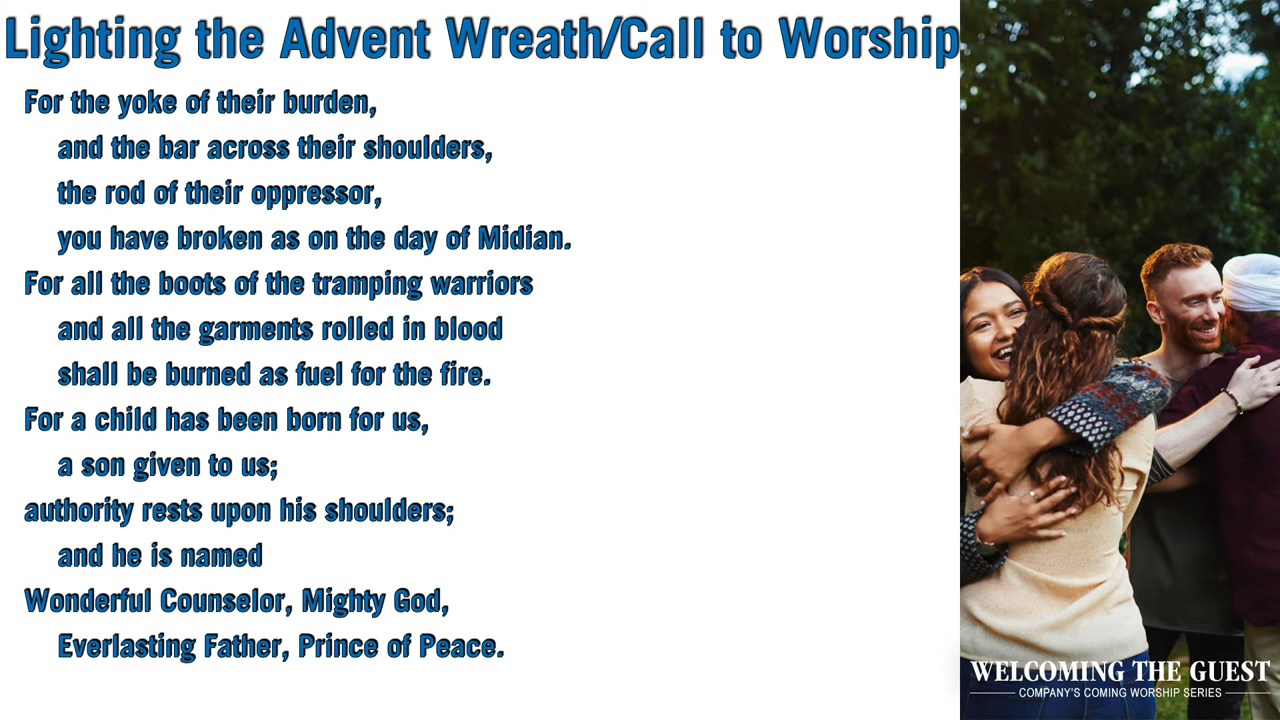 Lighting the Advent Wreath/Call to Worship
For the yoke of their burden,
and the bar across their shoulders,
the rod of their oppressor,
you have broken as on the day of Midian.
For all the boots of the tramping warriors
and all the garments rolled in blood
shall be burned as fuel for the fire.
For a child has been born for us,
a son given to us;
authority rests upon his shoulders;
and he is named
Wonderful Counselor, Mighty God,
Everlasting Father, Prince of Peace.
WELCOMING THE GUEST
COMPANY'S COMING WORSHIP SERIES